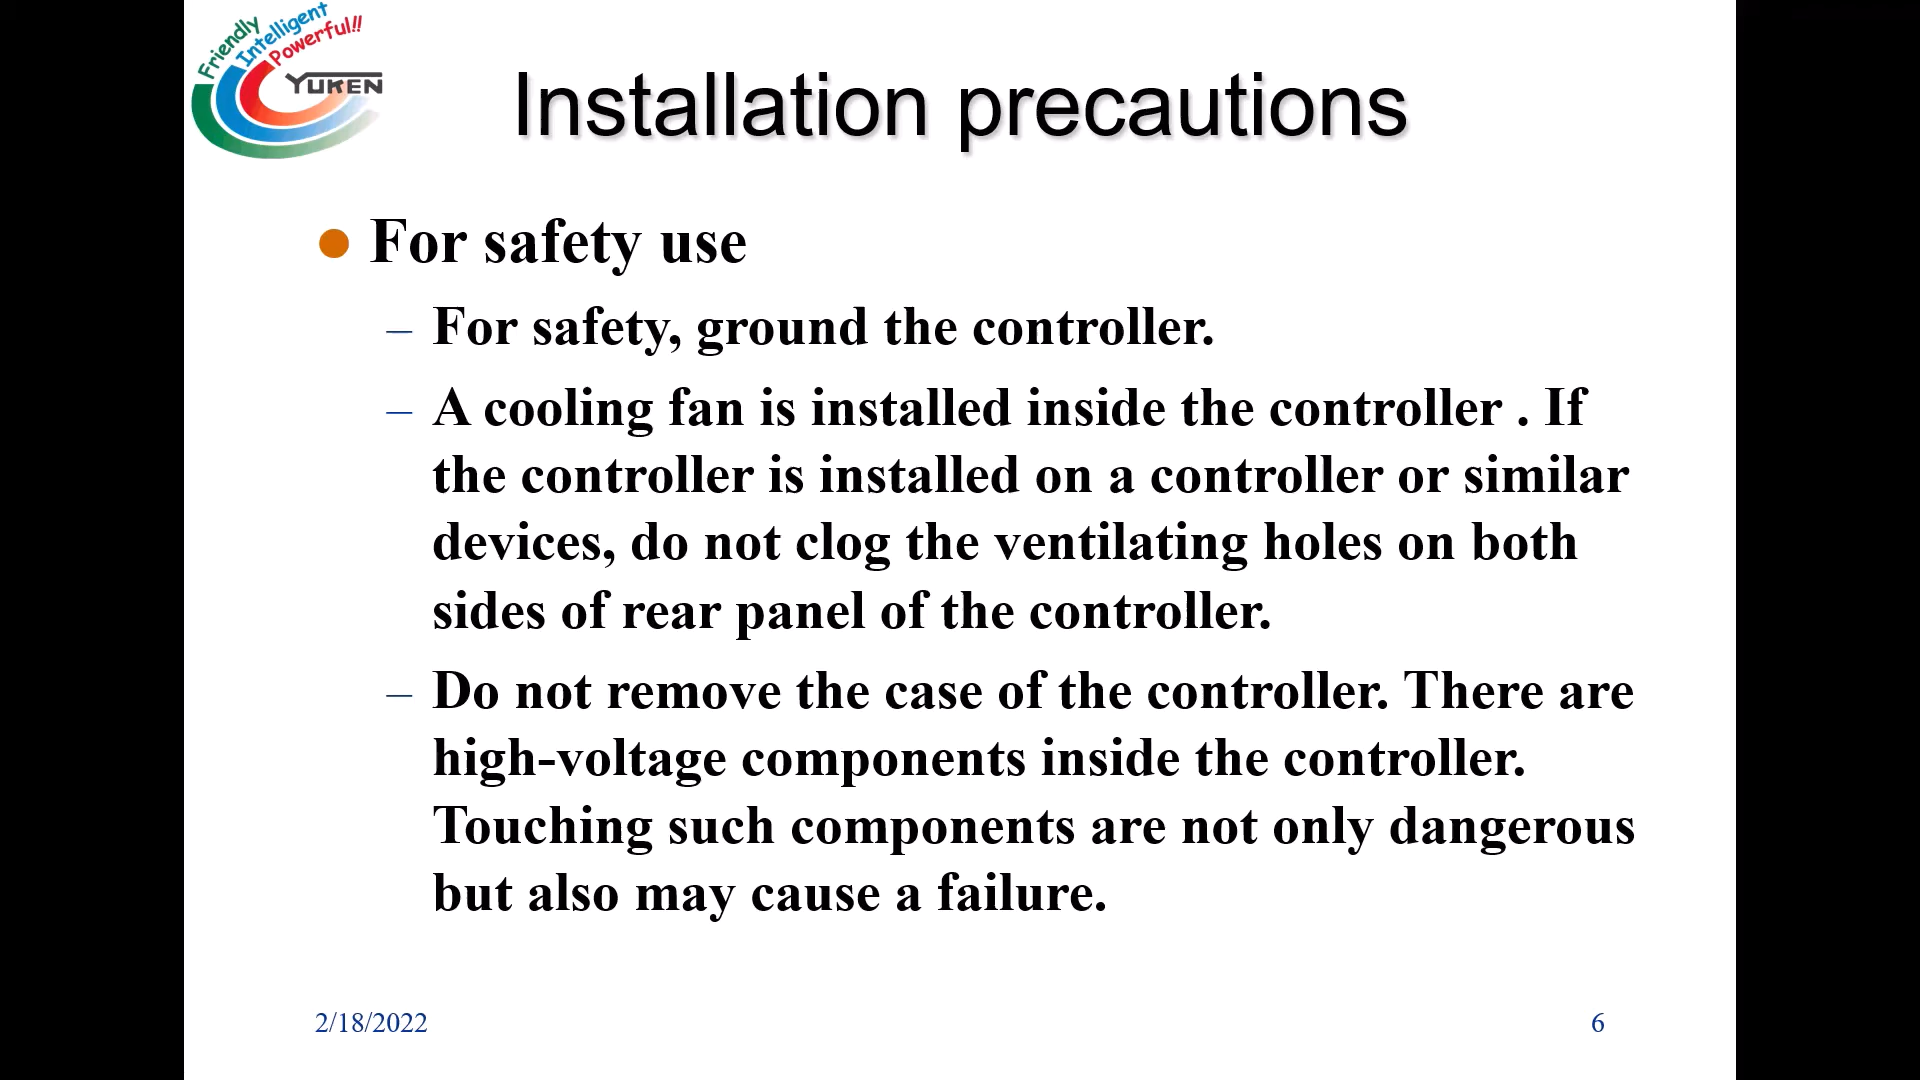 Friendly
Intelligent
Powerful!!
YUKEN
Installation precautions
● For safety use
– For safety, ground the controller.
– A cooling fan is installed inside the controller . If
the controller is installed on a controller or similar
devices, do not clog the ventilating holes on both
sides of rear panel of the controller.
– Do not remove the case of the controller. There are
high-voltage components inside the controller.
Touching such components are not only dangerous
but also may cause a failure.
2/18/2022
6